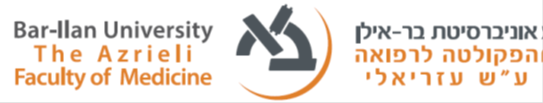 Bar-Ilan University
The Azrieli
Faculty of Medicine
אוניברסיטת בר-אילן
הפקולטה לרפואה
ע"ש עזריאלי